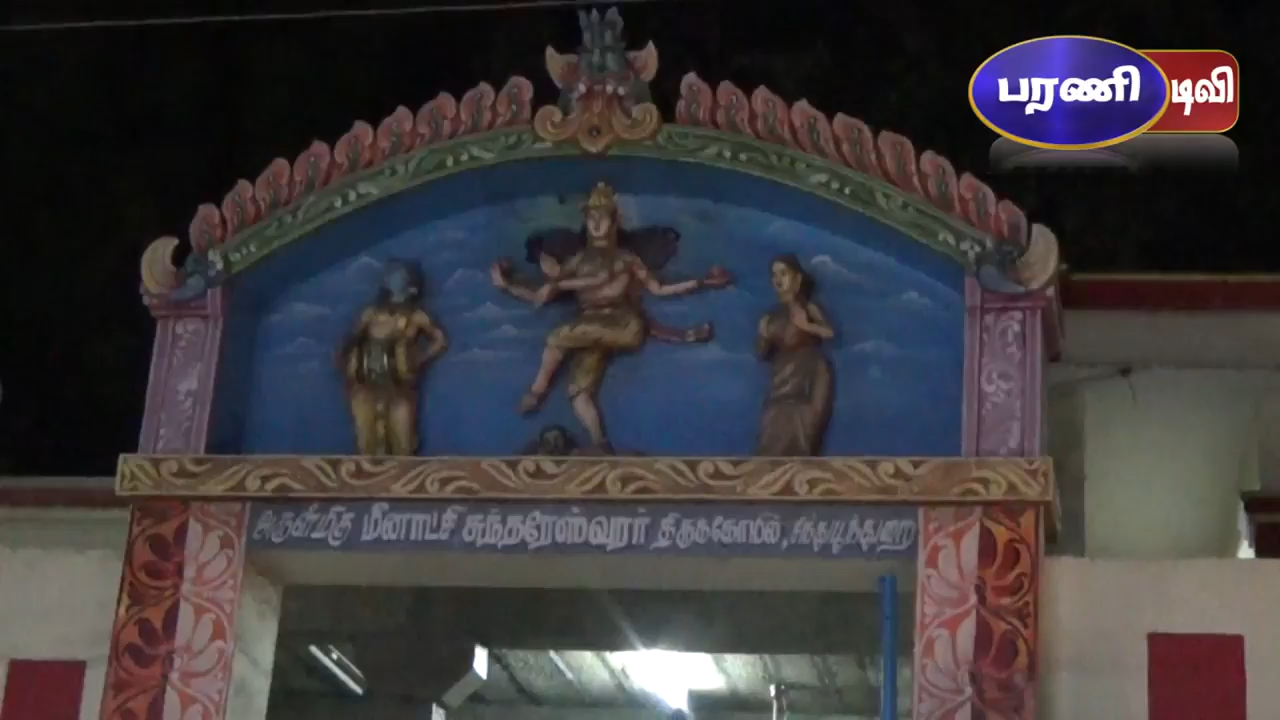 பரணி டிவி
அருள்மிகு மீனாட்சி சுந்தரேஸ்வரர் திருக்கோயில்,